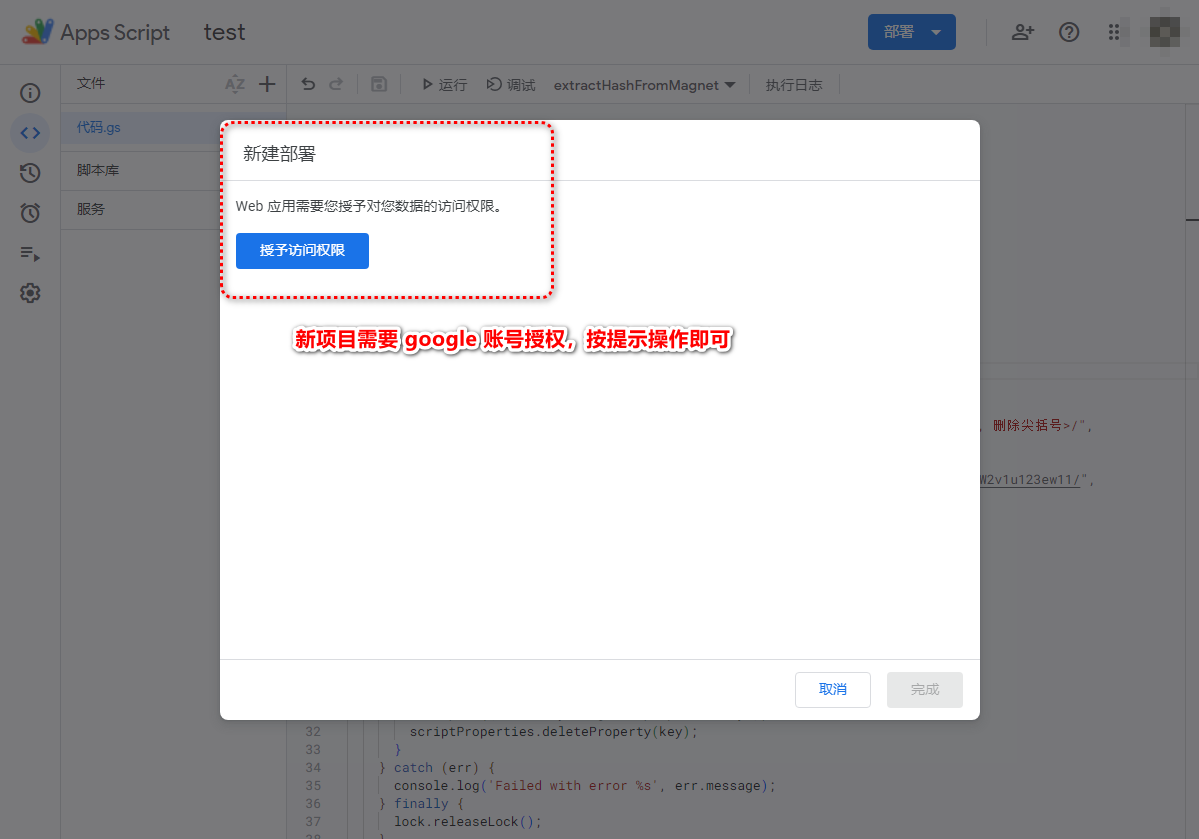 Apps Script test 部署
文件 AZ 运行 调试 extractHashFromMagnet 执行日志
代码.gs
脚本库
服务
新建部署
Web 应用需要您授予对您数据的访问权限。
授予访问权限
新项目需要 google 账号授权，按提示操作即可
，删除尖括号>/",
W2v1u123ew11/",
取消 完成
32 scriptProperties.deleteProperty(key);
33 }
34 } catch (err) {
35 console.log('Failed with error %s', err.message);
36 } finally {
37 lock.releaseLock();
38 }